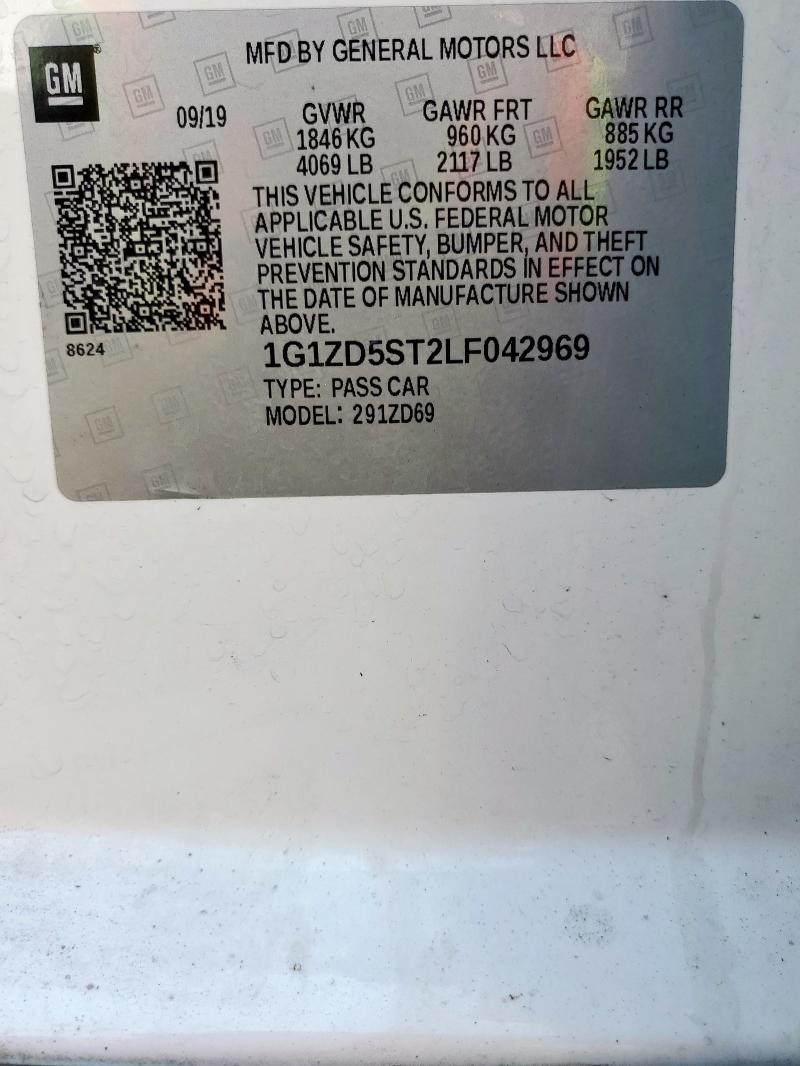 GM
MFD BY GENERAL MOTORS LLC
09/19
GVWR GAWR FRT GAWR RR
1846 KG 960 KG 885 KG
4069 LB 2117 LB 1952 LB
THIS VEHICLE CONFORMS TO ALL
APPLICABLE U.S. FEDERAL MOTOR
VEHICLE SAFETY, BUMPER, AND THEFT
PREVENTION STANDARDS IN EFFECT ON
THE DATE OF MANUFACTURE SHOWN
ABOVE.
8624
1G1ZD5ST2LF042969
TYPE: PASS CAR
MODEL: 291ZD69